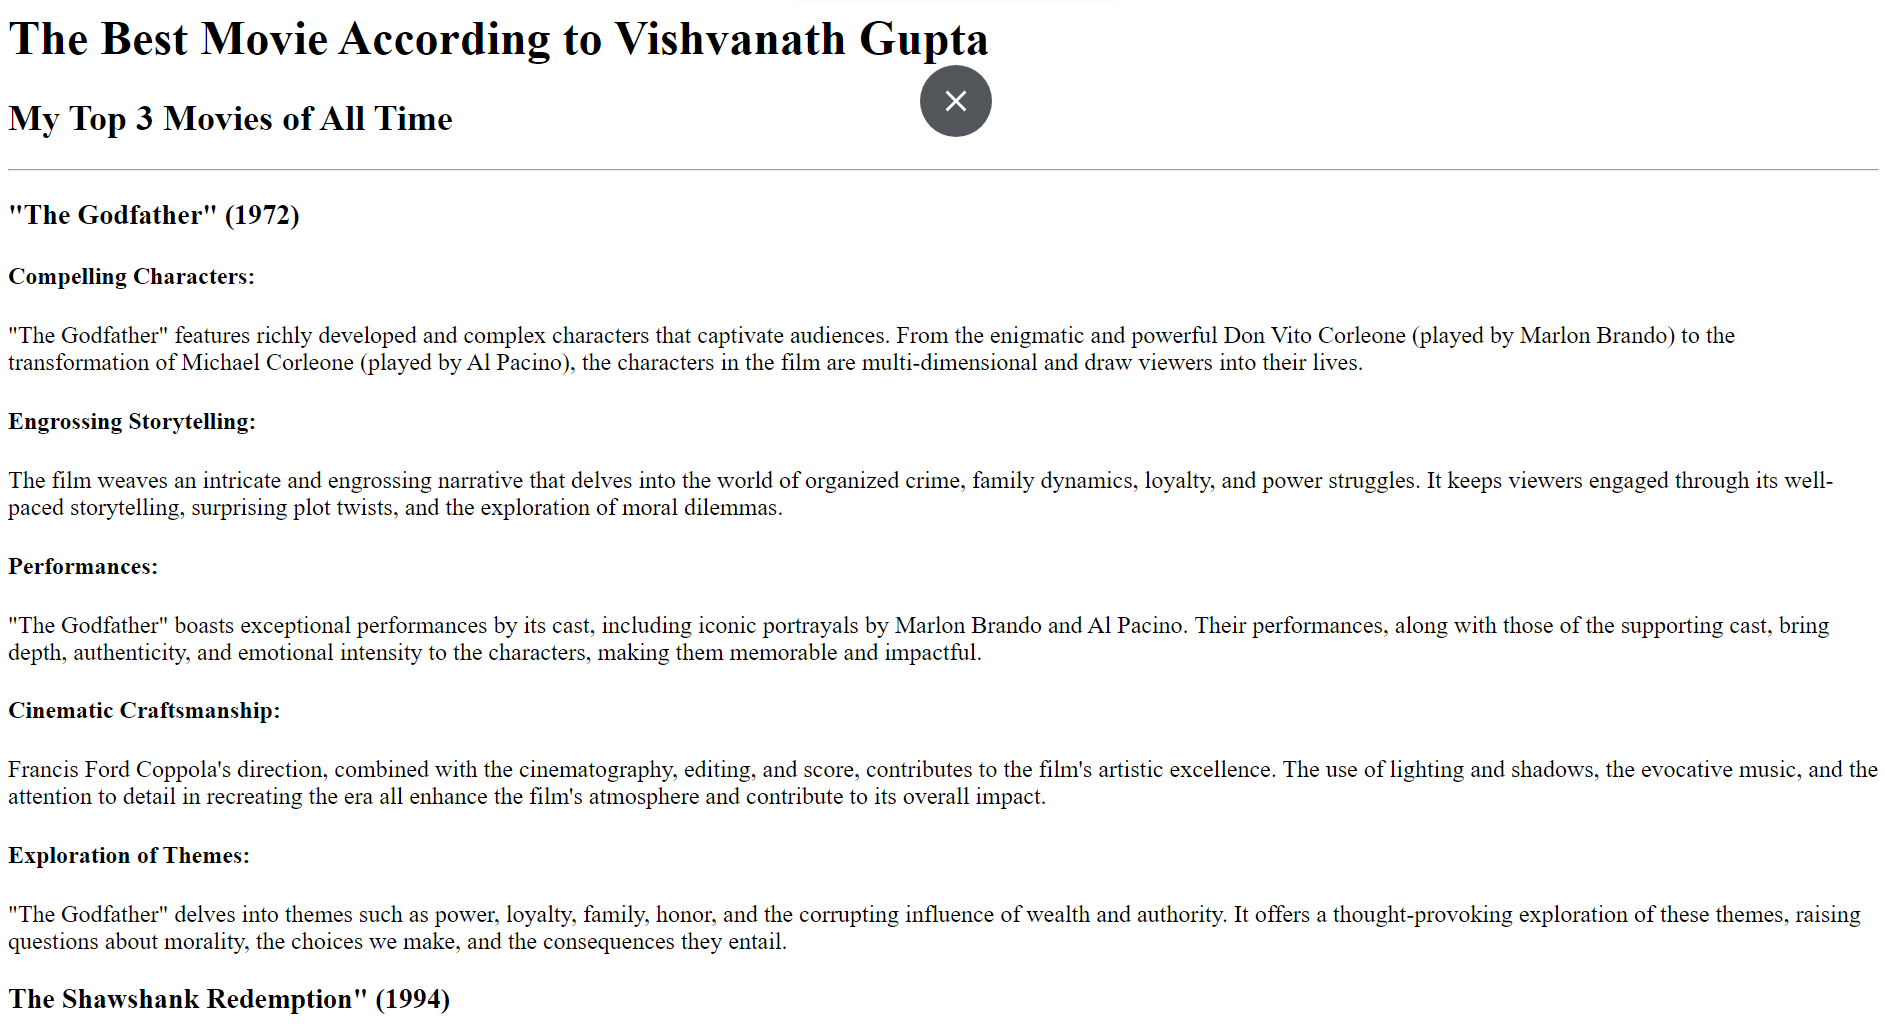 The Best Movie According to Vishvanath Gupta
My Top 3 Movies of All Time
"The Godfather" (1972)
Compelling Characters:
"The Godfather" features richly developed and complex characters that captivate audiences. From the enigmatic and powerful Don Vito Corleone (played by Marlon Brando) to the
transformation of Michael Corleone (played by Al Pacino), the characters in the film are multi-dimensional and draw viewers into their lives.
Engrossing Storytelling:
The film weaves an intricate and engrossing narrative that delves into the world of organized crime, family dynamics, loyalty, and power struggles. It keeps viewers engaged through its well-
paced storytelling, surprising plot twists, and the exploration of moral dilemmas.
Performances:
"The Godfather" boasts exceptional performances by its cast, including iconic portrayals by Marlon Brando and Al Pacino. Their performances, along with those of the supporting cast, bring
depth, authenticity, and emotional intensity to the characters, making them memorable and impactful.
Cinematic Craftsmanship:
Francis Ford Coppola's direction, combined with the cinematography, editing, and score, contributes to the film's artistic excellence. The use of lighting and shadows, the evocative music, and the
attention to detail in recreating the era all enhance the film's atmosphere and contribute to its overall impact.
Exploration of Themes:
"The Godfather" delves into themes such as power, loyalty, family, honor, and the corrupting influence of wealth and authority. It offers a thought-provoking exploration of these themes, raising
questions about morality, the choices we make, and the consequences they entail.
The Shawshank Redemption" (1994)